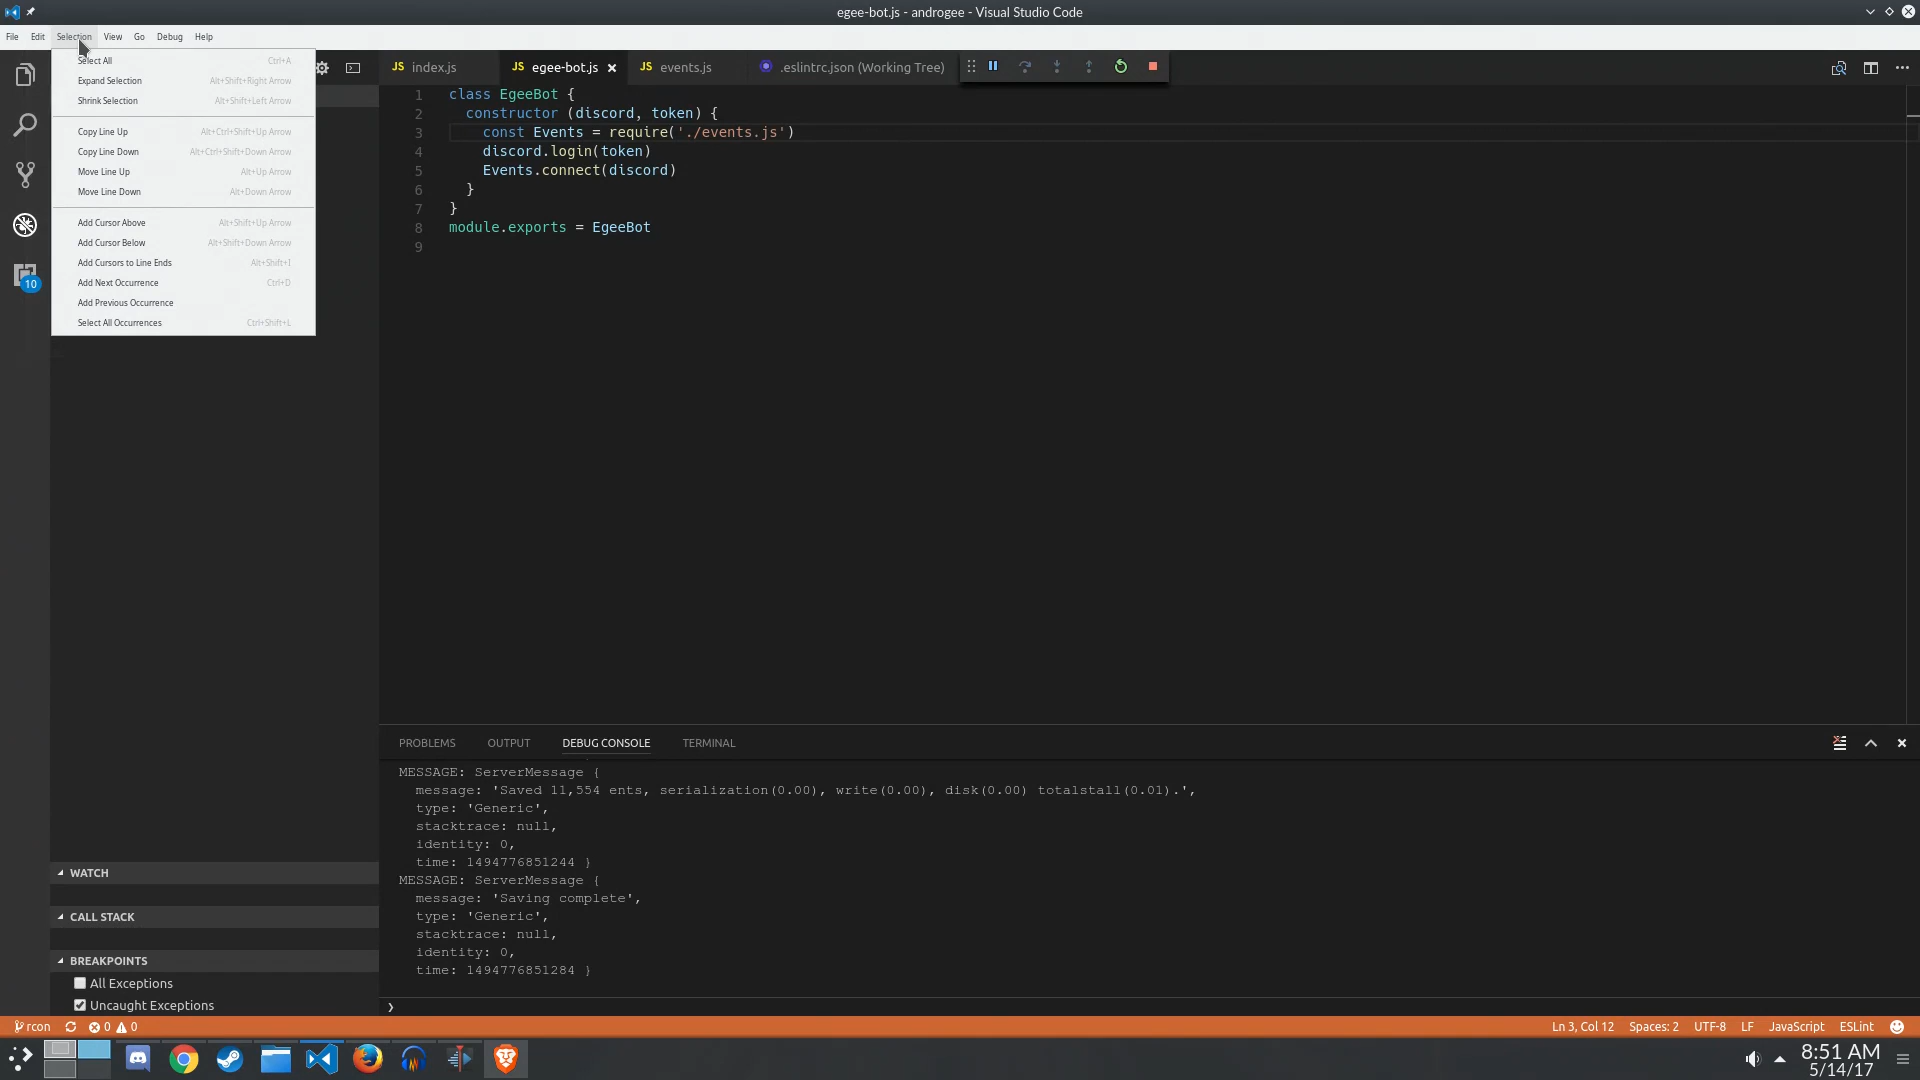 egee-bot.js - androgee - Visual Studio Code
File Edit Selection View Go Debug Help
Select All Ctrl+A
Expand Selection Alt+Shift+Right Arrow
Shrink Selection Alt+Shift+Left Arrow
Copy Line Up Alt+Ctrl+Shift+Up Arrow
Copy Line Down Alt+Ctrl+Shift+Down Arrow
Move Line Up Alt+Up Arrow
Move Line Down Alt+Down Arrow
Add Cursor Above Alt+Shift+Up Arrow
Add Cursor Below Alt+Shift+Down Arrow
Add Cursors to Line Ends Alt+Shift+I
Add Next Occurrence Ctrl+D
Add Previous Occurrence
Select All Occurrences Ctrl+Shift+L
10
JS index.js JS egee-bot.js JS events.js .eslintrc.json (Working Tree)
1 class EgeeBot {
2 constructor (discord, token) {
3 const Events = require('./events.js')
4 discord.login(token)
5 Events.connect(discord)
6 }
7 }
8 module.exports = EgeeBot
9
PROBLEMS OUTPUT DEBUG CONSOLE TERMINAL
MESSAGE: ServerMessage {
message: 'Saved 11,554 ents, serialization(0.00), write(0.00), disk(0.00) totalstall(0.01).',
type: 'Generic',
stacktrace: null,
identity: 0,
time: 1494776851244 }
MESSAGE: ServerMessage {
message: 'Saving complete',
type: 'Generic',
stacktrace: null,
identity: 0,
time: 1494776851284 }
WATCH
CALL STACK
BREAKPOINTS
All Exceptions
Uncaught Exceptions
rcon 0 0 Ln 3, Col 12 Spaces: 2 UTF-8 LF JavaScript ESLint
8:51 AM
5/14/17